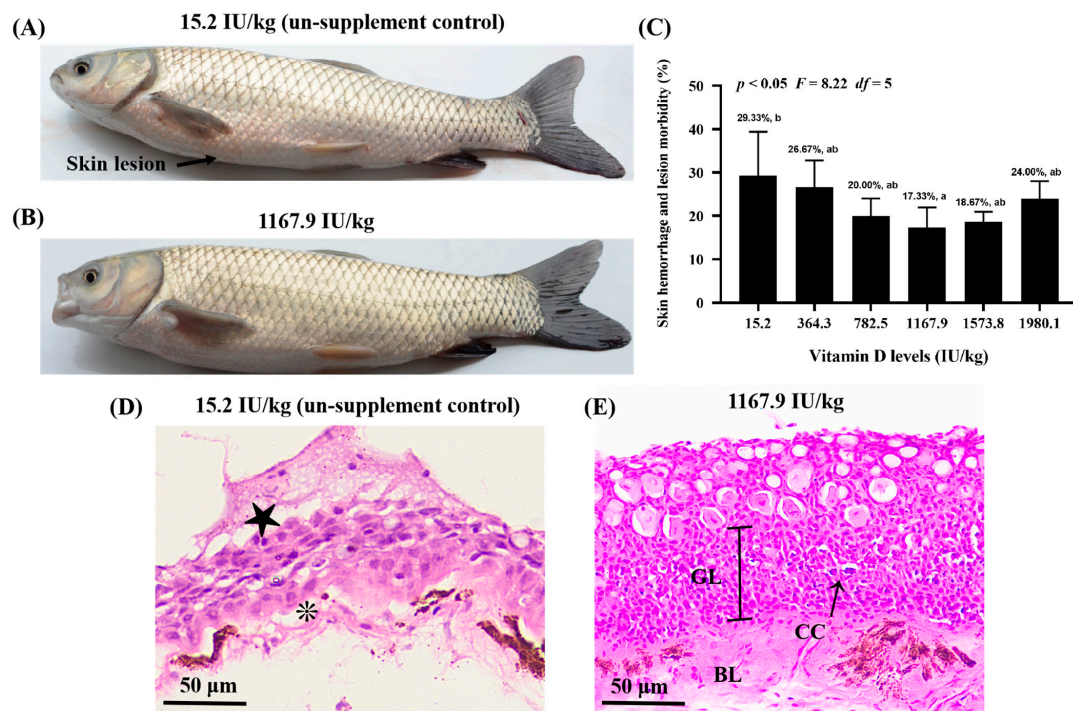 (A)
15.2 IU/kg (un-supplement control)
Skin lesion
(B)
1167.9 IU/kg
(C)
Skin hemorrhage and lesion morbidity (%)
p < 0.05 F = 8.22 df = 5
50
40
30
20
10
0
29.33%, b
26.67%, ab
20.00%, ab
17.33%, a
18.67%, ab
24.00%, ab
15.2 364.3 782.5 1167.9 1573.8 1980.1
Vitamin D levels (IU/kg)
(D)
15.2 IU/kg (un-supplement control)
50 μm
(E)
1167.9 IU/kg
GL
CC
BL
50 μm